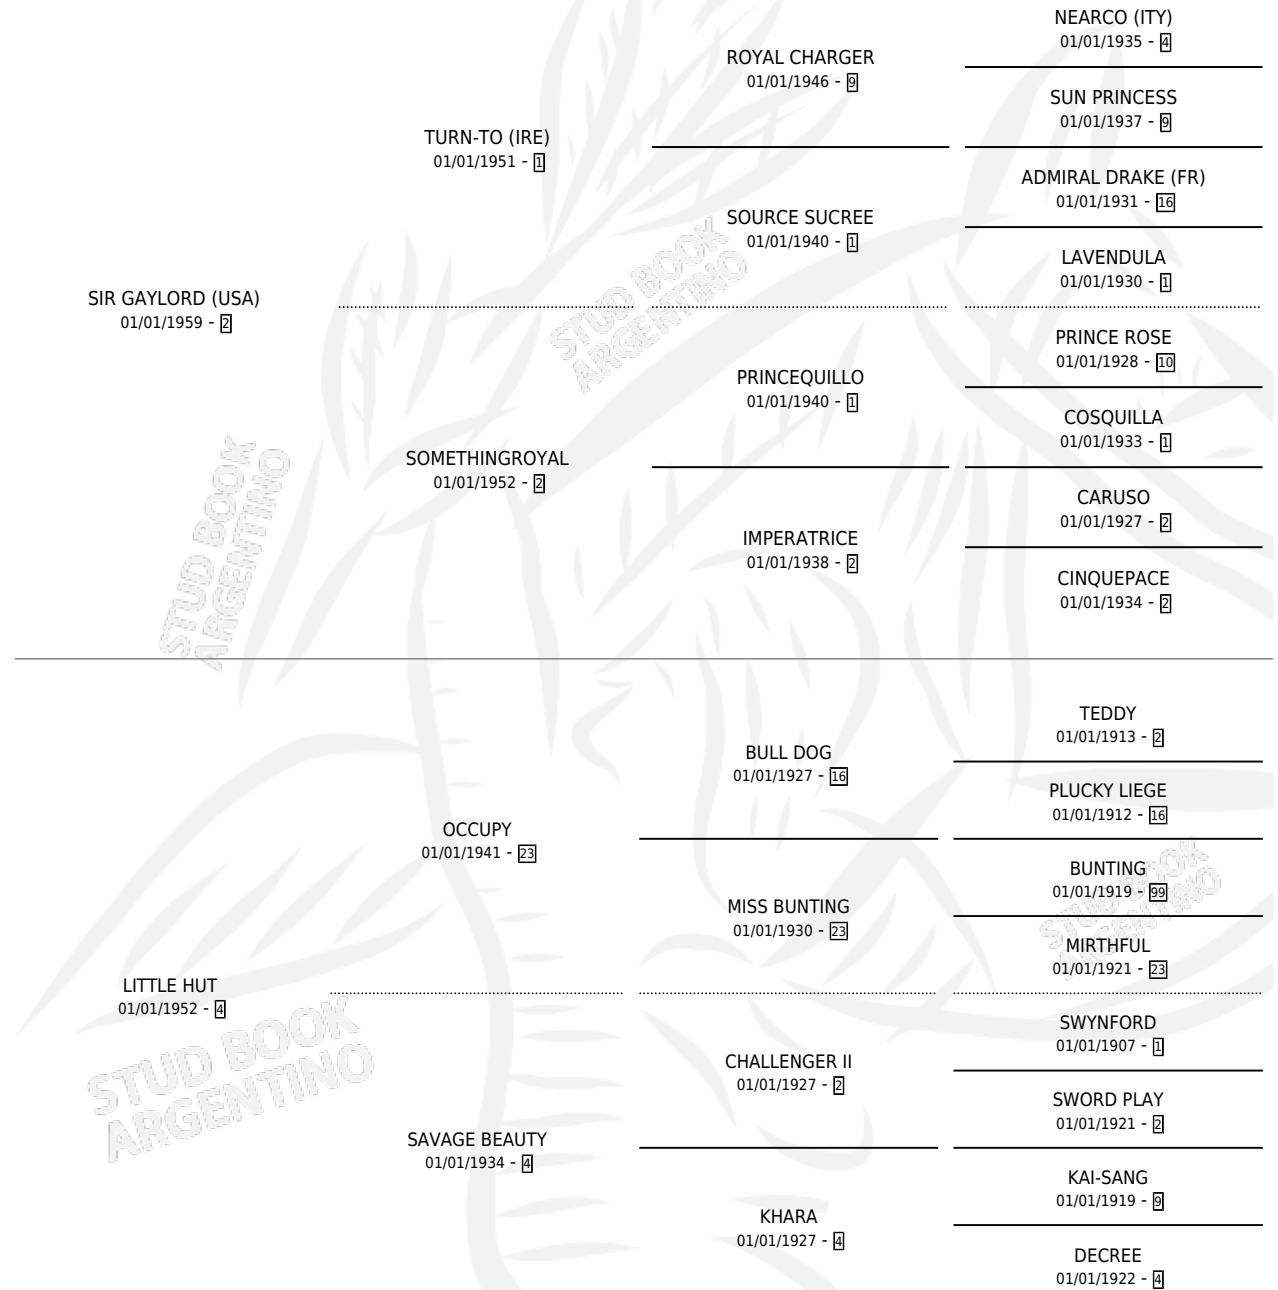 NEARCO (ITY)
01/01/1935 - 4
ROYAL CHARGER
01/01/1946 - 9
SUN PRINCESS
01/01/1937 - 9
TURN-TO (IRE)
01/01/1951 - 1
ADMIRAL DRAKE (FR)
01/01/1931 - 16
SOURCE SUCREE
01/01/1940 - 1
LAVENDULA
01/01/1930 - 1
SIR GAYLORD (USA)
01/01/1959 - 2
PRINCE ROSE
01/01/1928 - 10
PRINCEQUILLO
01/01/1940 - 1
COSQUILLA
01/01/1933 - 1
SOMETHINGROYAL
01/01/1952 - 2
CARUSO
01/01/1927 - 2
IMPERATRICE
01/01/1938 - 2
CINQUEPACE
01/01/1934 - 2
TEDDY
01/01/1913 - 2
BULL DOG
01/01/1927 - 16
PLUCKY LIEGE
01/01/1912 - 16
OCCUPY
01/01/1941 - 23
BUNTING
01/01/1919 - 99
MISS BUNTING
01/01/1930 - 23
MIRTHFUL
01/01/1921 - 23
LITTLE HUT
01/01/1952 - 4
SWYNFORD
01/01/1907 - 1
CHALLENGER II
01/01/1927 - 2
SWORD PLAY
01/01/1921 - 2
SAVAGE BEAUTY
01/01/1934 - 4
KAI-SANG
01/01/1919 - 9
KHARA
01/01/1927 - 4
DECREE
01/01/1922 - 4
STUD BOOK
ARGENTINO
STUD BOOK
ARGENTINO
STUD BOOK
ARGENTINO
STUD BOOK
ARGENTINO